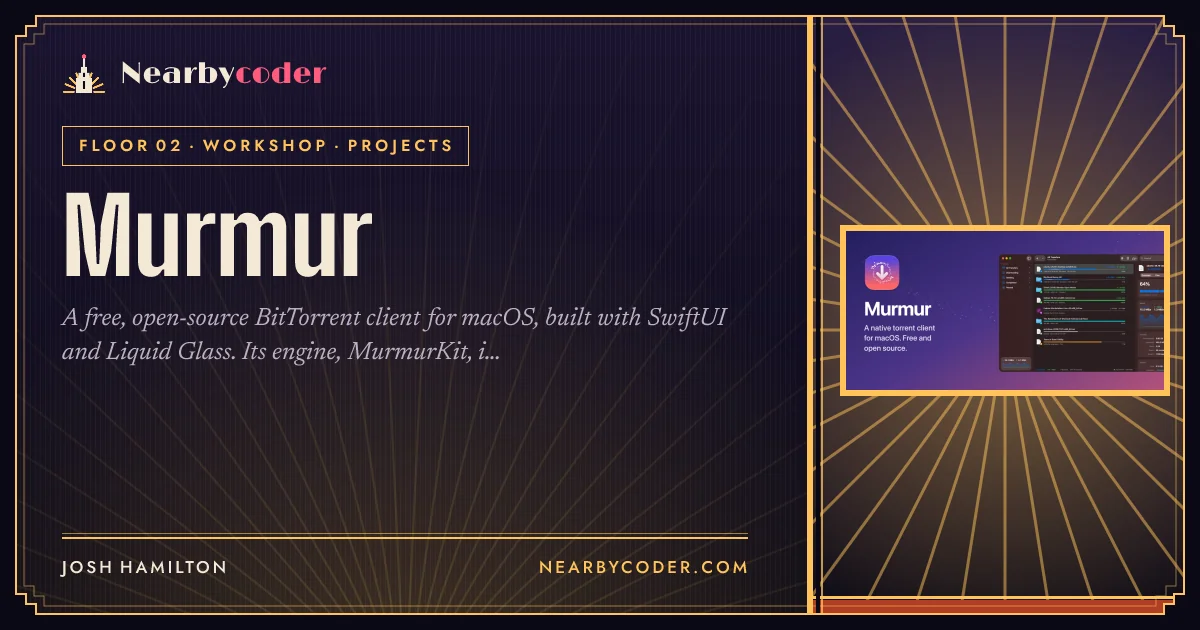 Nearbycoder
FLOOR 02 · WORKSHOP · PROJECTS
Murmur
A free, open-source BitTorrent client for macOS, built with SwiftUI
and Liquid Glass. Its engine, MurmurKit, i...
JOSH HAMILTON
NEARBYCODER.COM
Murmur
A native torrent client
for macOS. Free and
open source.
64%